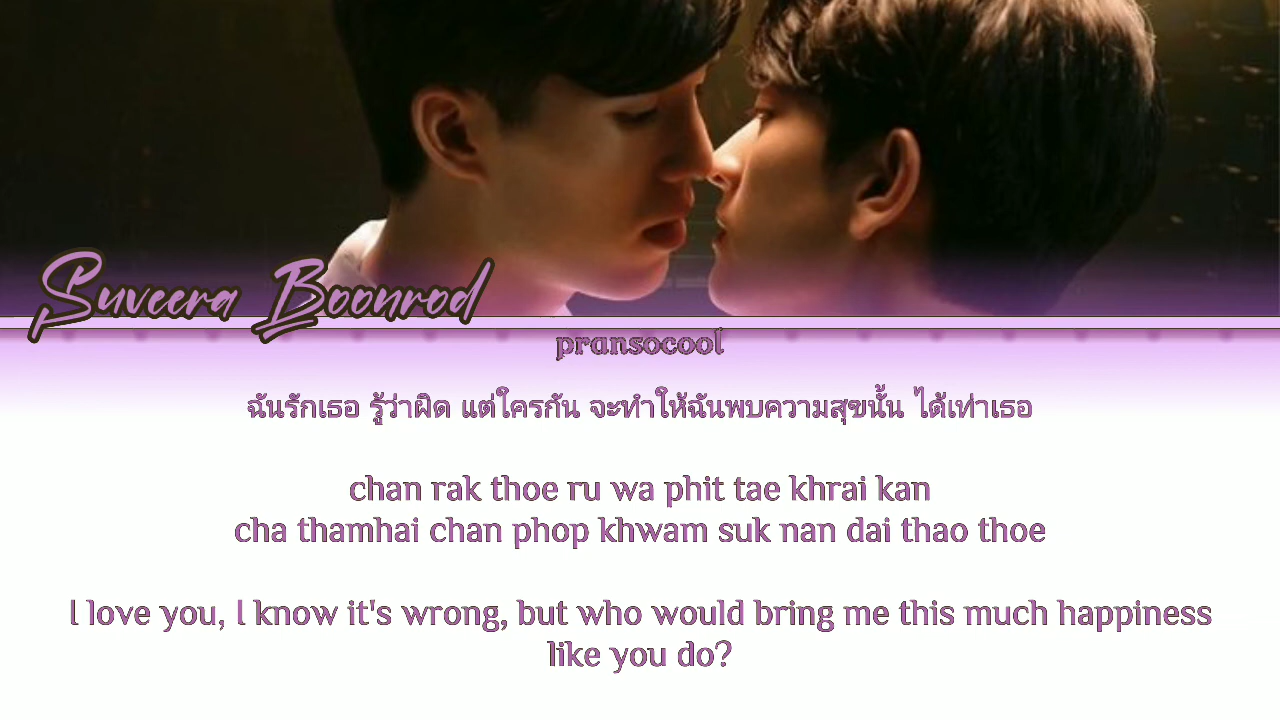 Suveera Boonrod
pransocool
ฉันรักเธอ รู้ว่าผิด แต่ใครกัน จะทำให้ฉันพบความสุขนั้น ได้เท่าเธอ
chan rak thoe ru wa phit tae khrai kan
cha thamhai chan phop khwam suk nan dai thao thoe
I love you, I know it's wrong, but who would bring me this much happiness
like you do?